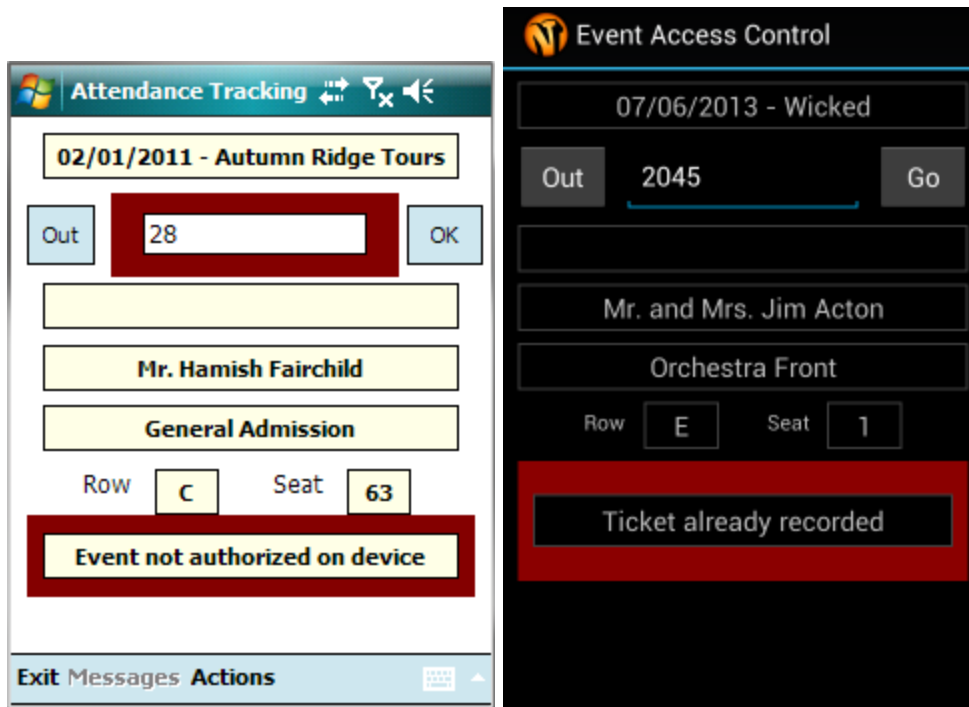 Attendance Tracking
02/01/2011 - Autumn Ridge Tours
Out 28 OK
Mr. Hamish Fairchild
General Admission
Row C Seat 63
Event not authorized on device
Exit Messages Actions
Event Access Control
07/06/2013 - Wicked
Out 2045 Go
Mr. and Mrs. Jim Acton
Orchestra Front
Row E Seat 1
Ticket already recorded